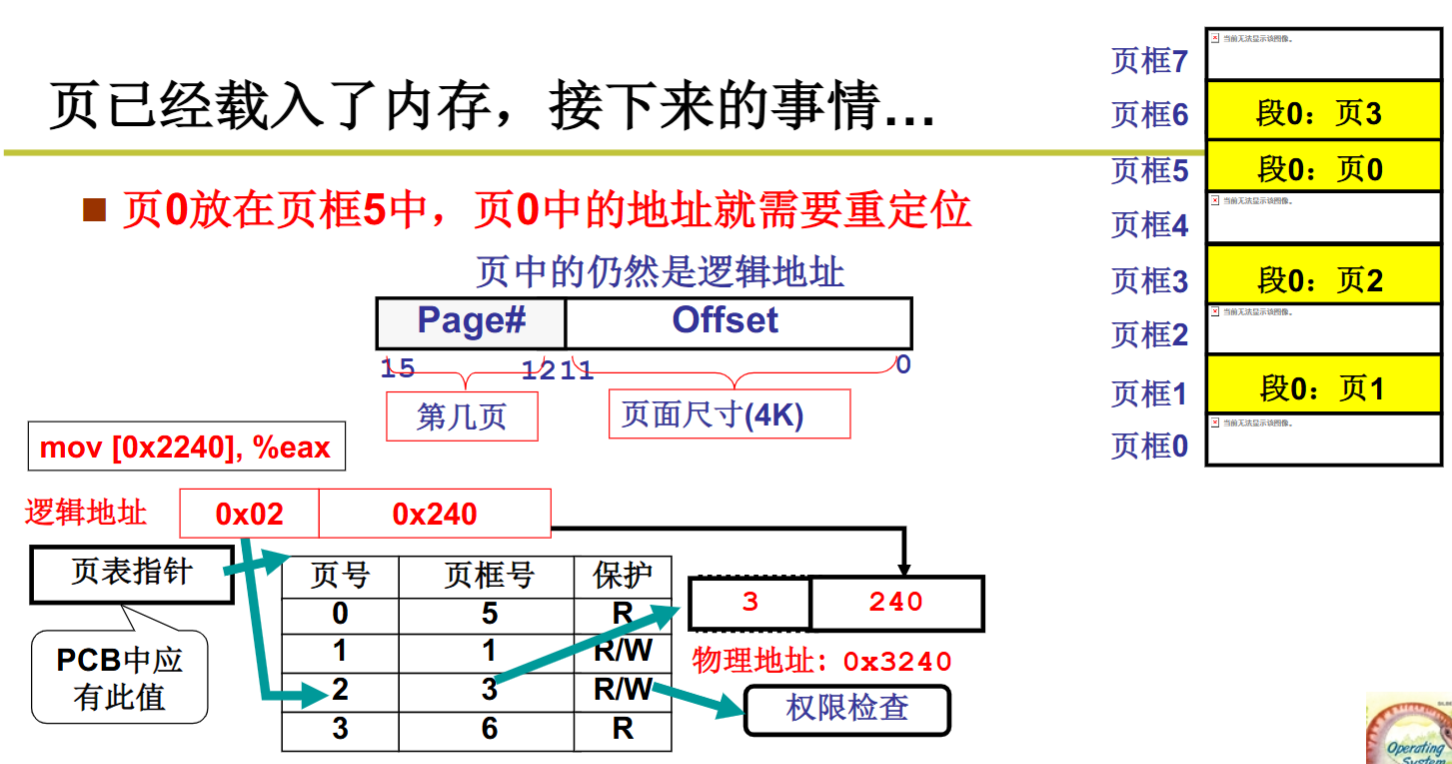 页已经载入了内存，接下来的事情...
页0放在页框5中，页0中的地址就需要重定位
页中的仍然是逻辑地址
Page# Offset
15 12 11 0
第几页 页面尺寸(4K)
mov [0x2240], %eax
逻辑地址 0x02 0x240
页表指针
PCB中应
有此值
页号 页框号 保护
0 5 R
1 1 R/W
2 3 R/W
3 6 R
3 240
物理地址: 0x3240
权限检查
页框7 当前无法显示该图像。
页框6 段0：页3
页框5 段0：页0
页框4 当前无法显示该图像。
页框3 段0：页2
页框2 当前无法显示该图像。
页框1 段0：页1
页框0 当前无法显示该图像。
Operating
System